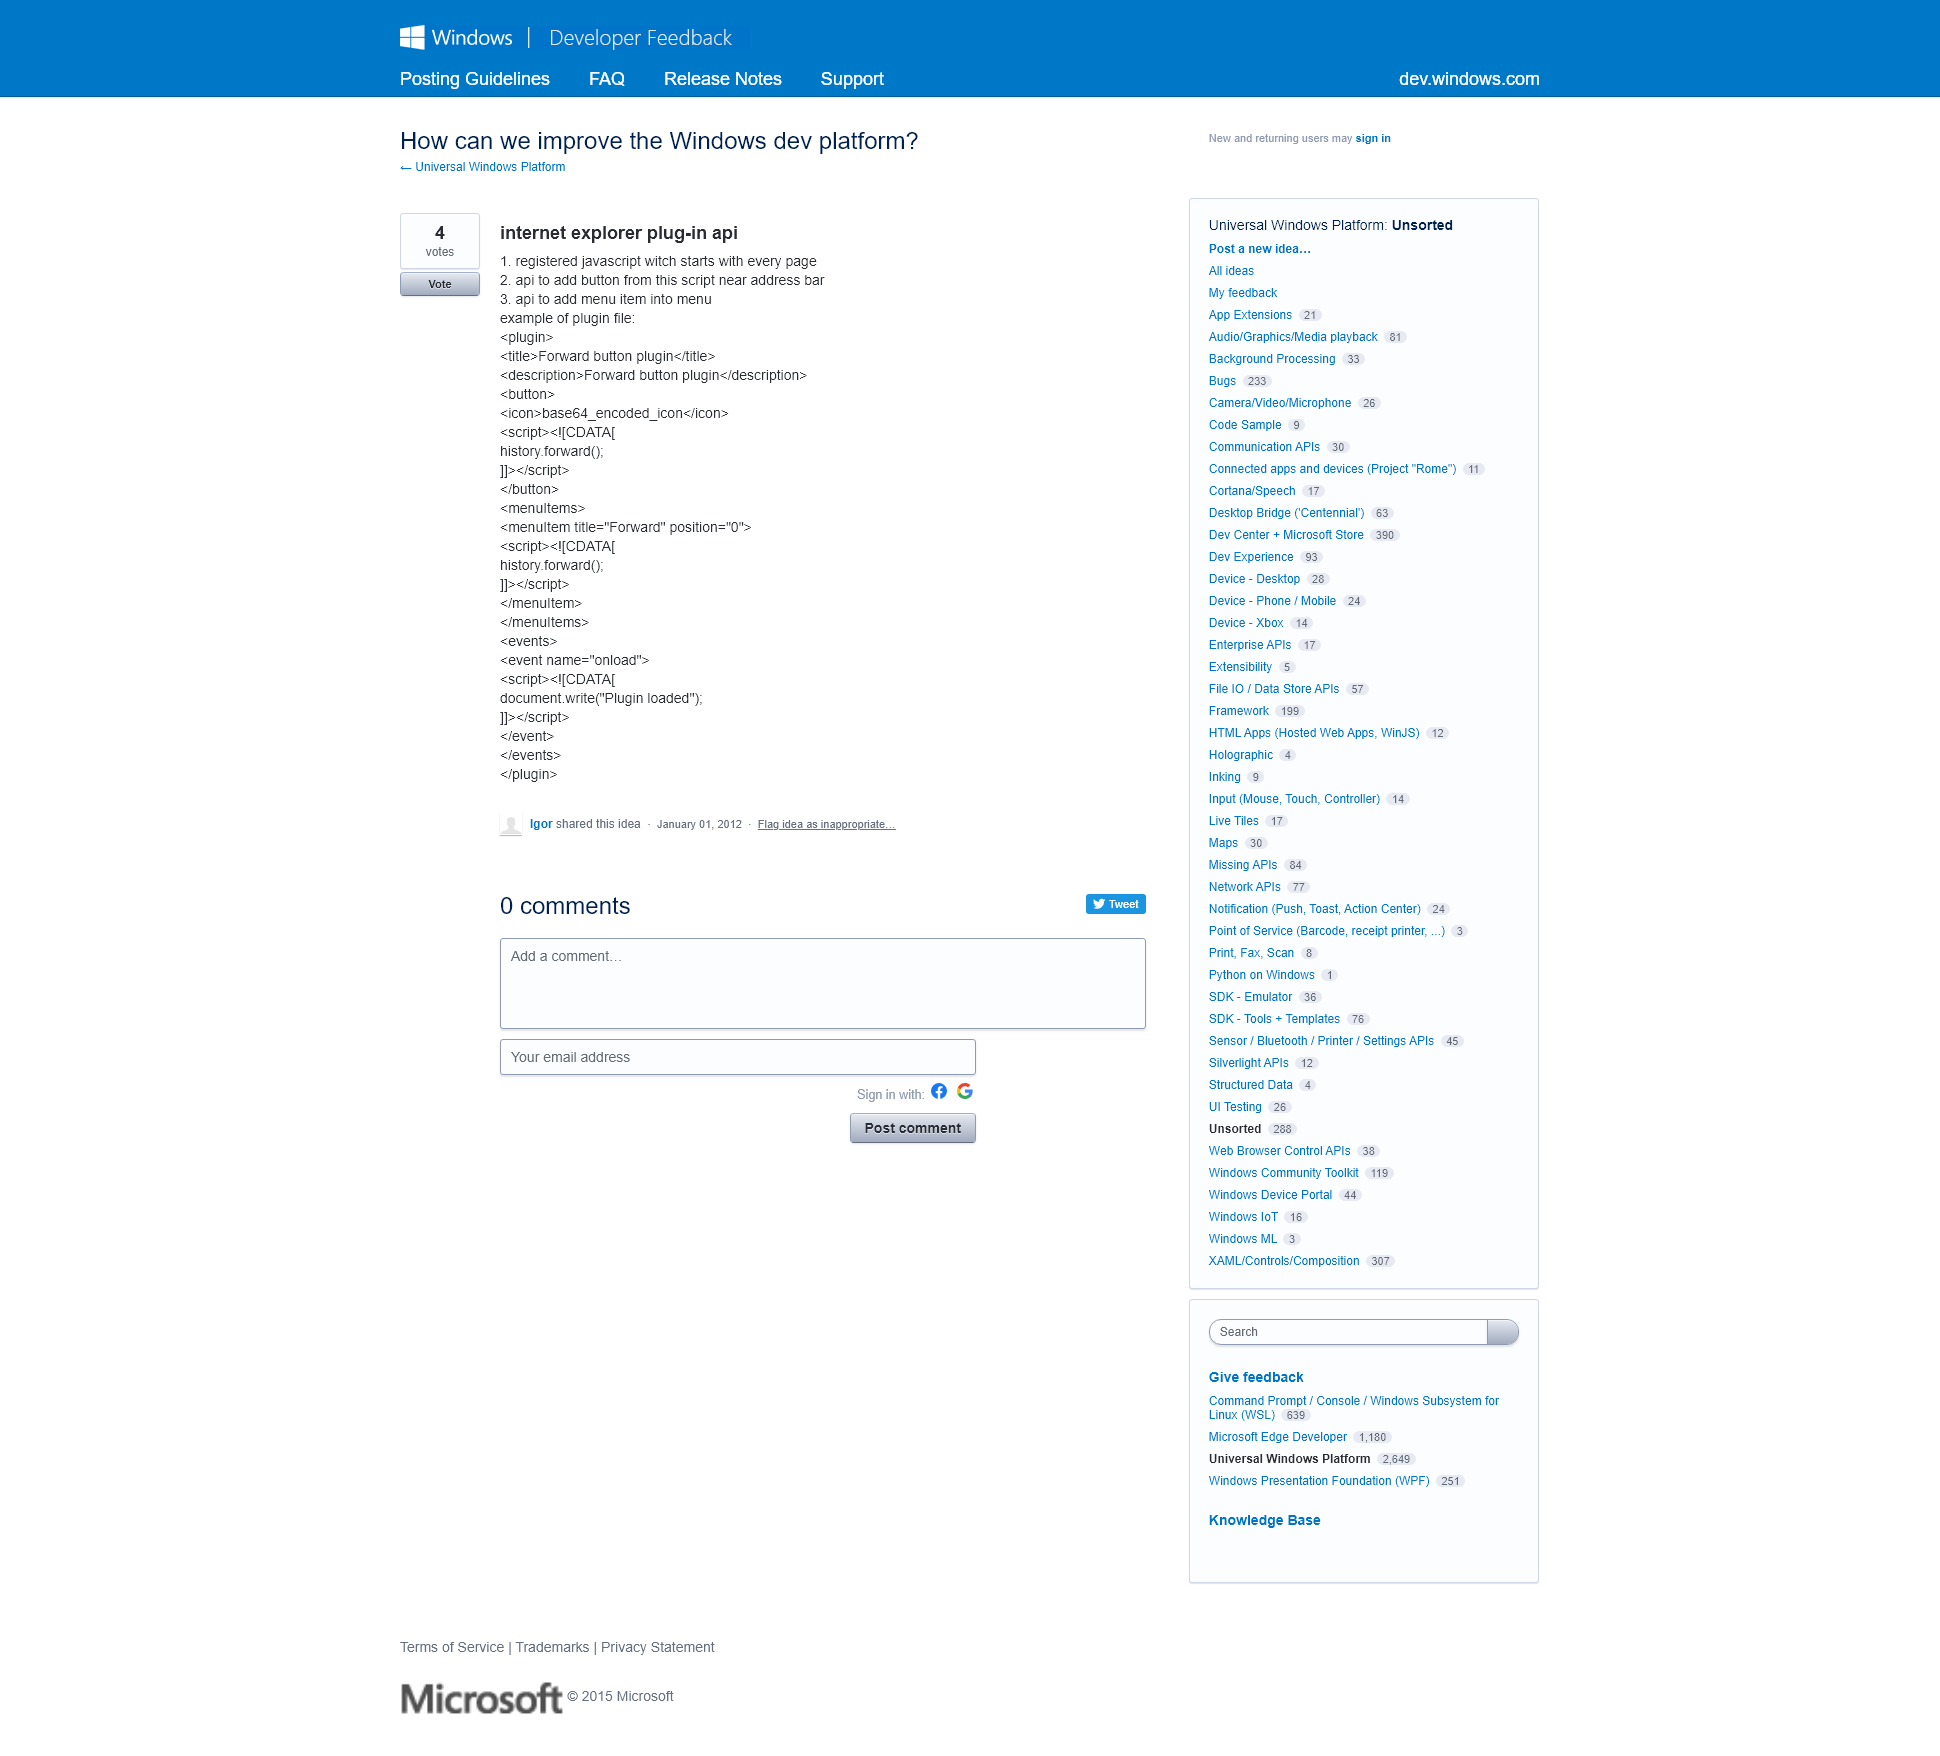 Windows | Developer Feedback
Posting Guidelines FAQ Release Notes Support dev.windows.com
How can we improve the Windows dev platform?
← Universal Windows Platform
New and returning users may sign in
4
votes
Vote
internet explorer plug-in api
1. registered javascript witch starts with every page
2. api to add button from this script near address bar
3. api to add menu item into menu
example of plugin file:
<plugin>
<title>Forward button plugin</title>
<description>Forward button plugin</description>
<button>
<icon>base64_encoded_icon</icon>
<script><![CDATA[
history.forward();
]]></script>
</button>
<menuItems>
<menuItem title="Forward" position="0">
<script><![CDATA[
history.forward();
]]></script>
</menuItem>
</menuItems>
<events>
<event name="onload">
<script><![CDATA[
document.write("Plugin loaded");
]]></script>
</event>
</events>
</plugin>
Igor shared this idea · January 01, 2012 · Flag idea as inappropriate…
0 comments
Tweet
Add a comment…
Your email address
Sign in with:
Post comment
Universal Windows Platform: Unsorted
Post a new idea…
All ideas
My feedback
App Extensions 21
Audio/Graphics/Media playback 81
Background Processing 33
Bugs 233
Camera/Video/Microphone 26
Code Sample 9
Communication APIs 30
Connected apps and devices (Project "Rome") 11
Cortana/Speech 17
Desktop Bridge ('Centennial') 63
Dev Center + Microsoft Store 390
Dev Experience 93
Device - Desktop 28
Device - Phone / Mobile 24
Device - Xbox 14
Enterprise APIs 17
Extensibility 5
File IO / Data Store APIs 57
Framework 199
HTML Apps (Hosted Web Apps, WinJS) 12
Holographic 4
Inking 9
Input (Mouse, Touch, Controller) 14
Live Tiles 17
Maps 30
Missing APIs 84
Network APIs 77
Notification (Push, Toast, Action Center) 24
Point of Service (Barcode, receipt printer, ...) 3
Print, Fax, Scan 8
Python on Windows 1
SDK - Emulator 36
SDK - Tools + Templates 76
Sensor / Bluetooth / Printer / Settings APIs 45
Silverlight APIs 12
Structured Data 4
UI Testing 26
Unsorted 288
Web Browser Control APIs 38
Windows Community Toolkit 119
Windows Device Portal 44
Windows IoT 16
Windows ML 3
XAML/Controls/Composition 307
Search
Give feedback
Command Prompt / Console / Windows Subsystem for
Linux (WSL) 639
Microsoft Edge Developer 1,180
Universal Windows Platform 2,649
Windows Presentation Foundation (WPF) 251
Knowledge Base
Terms of Service | Trademarks | Privacy Statement
Microsoft © 2015 Microsoft